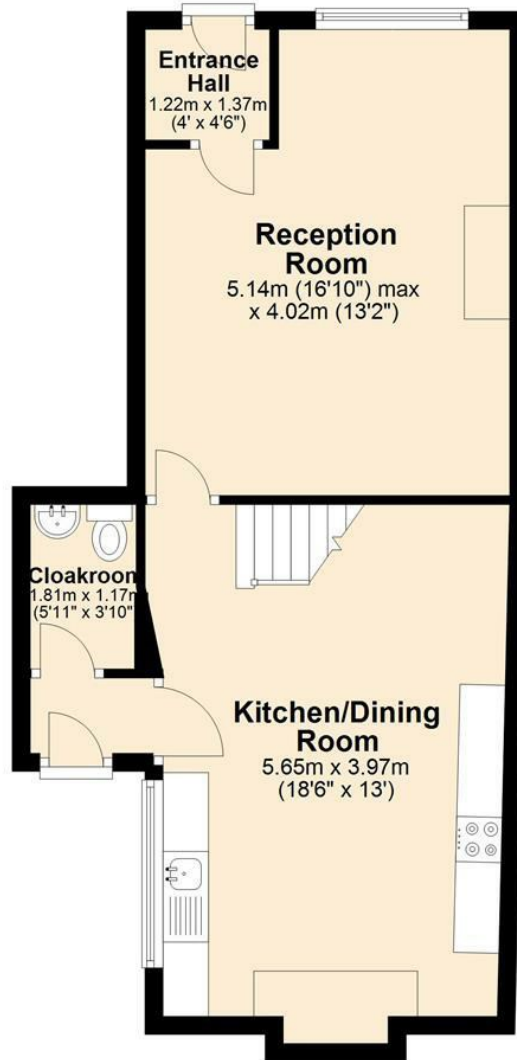 Entrance
Hall
1.22m x 1.37m
(4' x 4'6")
Reception
Room
5.14m (16'10") max
x 4.02m (13'2")
Cloakroom
1.81m x 1.17m
(5'11" x 3'10"
Kitchen/Dining
Room
5.65m x 3.97m
(18'6" x 13')